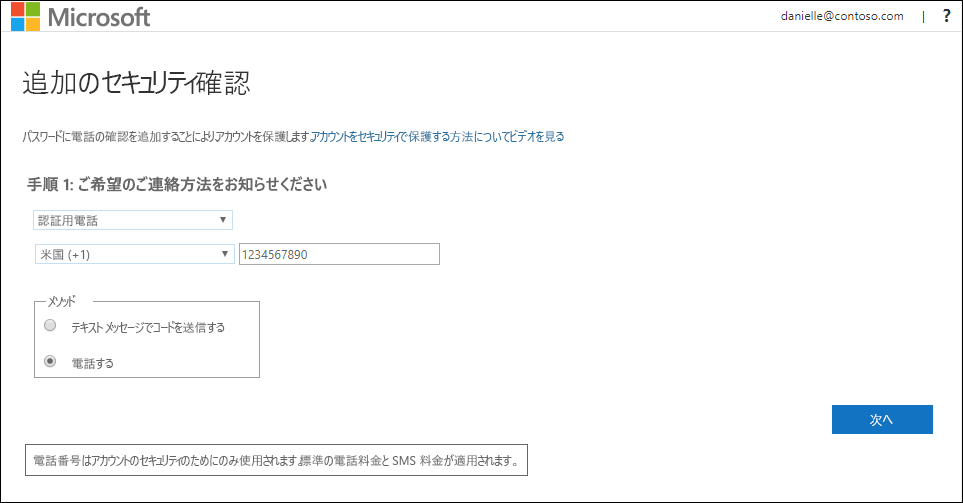 Microsoft
danielle@contoso.com | ?
追加のセキュリティ確認
パスワードに電話の確認を追加することにより、アカウントを保護します。アカウントをセキュリティで保護する方法についてビデオを見る
手順 1: ご希望のご連絡方法をお知らせください
認証用電話
米国 (+1) 1234567890
メソッド
テキスト メッセージでコードを送信する
電話する
次へ
電話番号はアカウントのセキュリティのためにのみ使用されます。標準の電話料金と SMS 料金が適用されます。